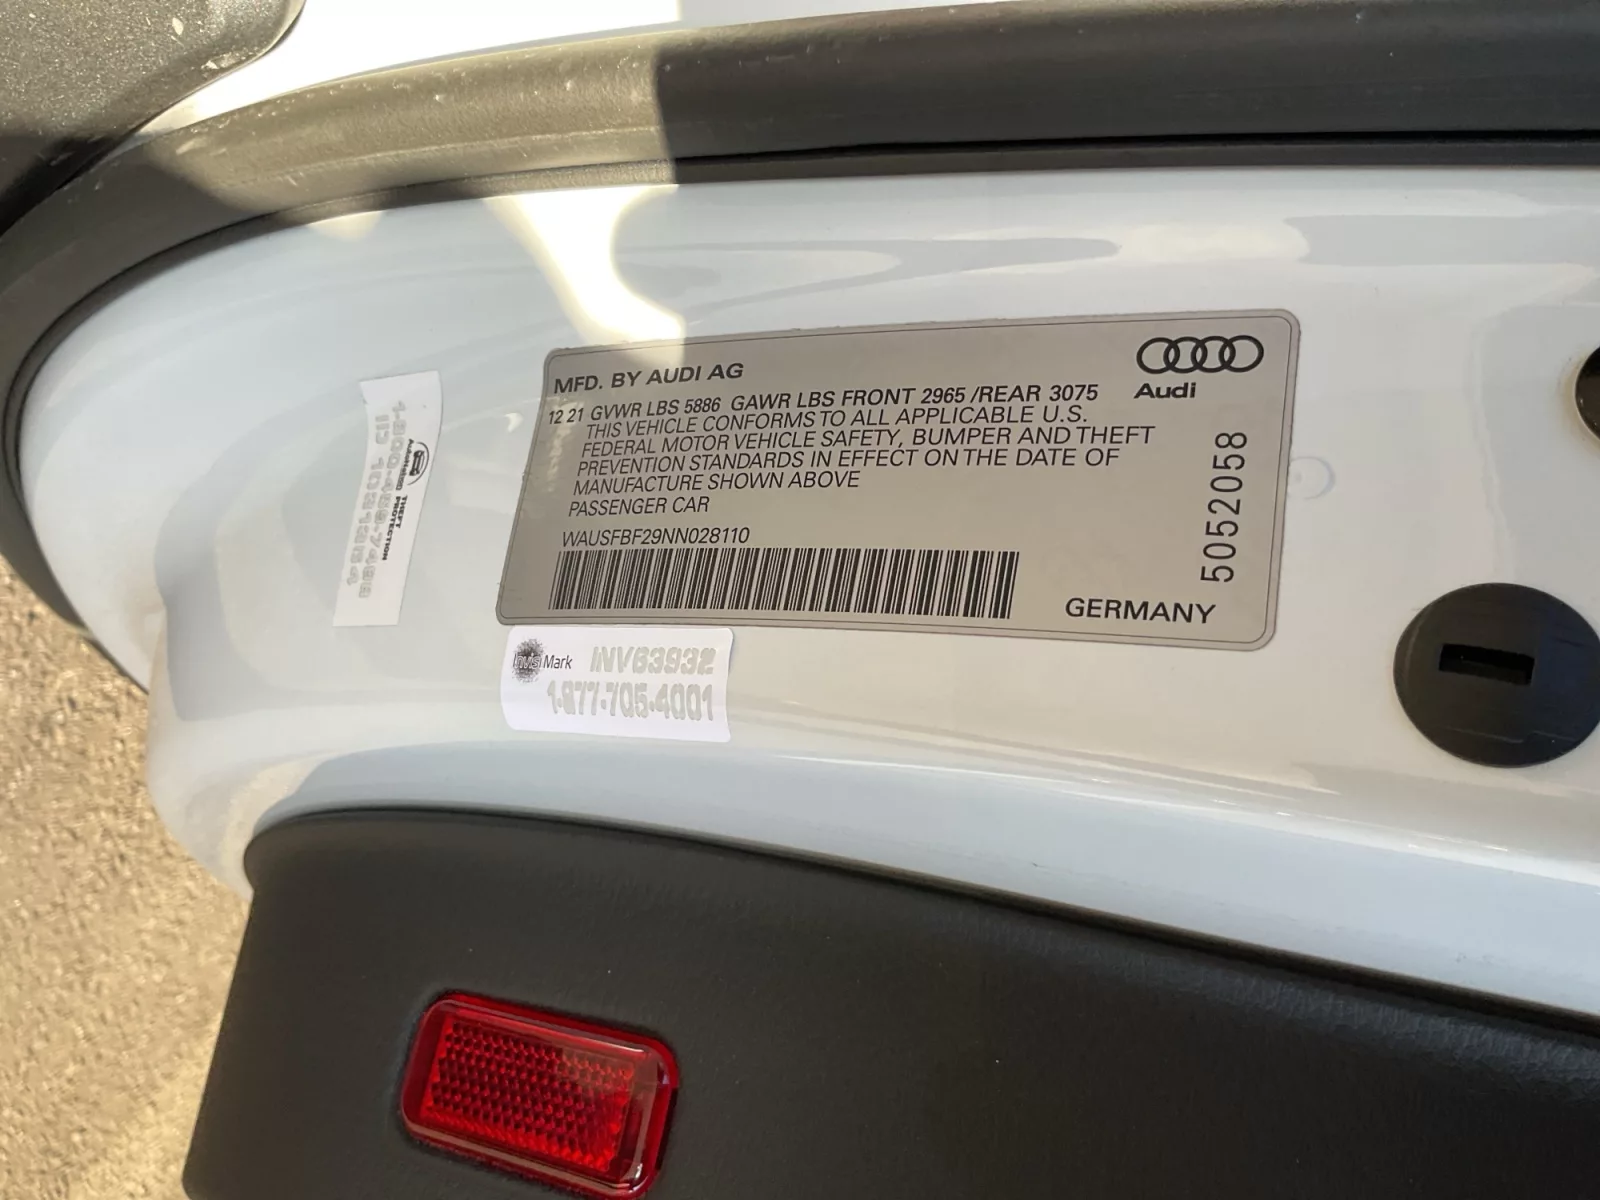 MFD. BY AUDI AG
Audi
12 21 GVWR LBS 5886 GAWR LBS FRONT 2965 /REAR 3075
THIS VEHICLE CONFORMS TO ALL APPLICABLE U.S.
FEDERAL MOTOR VEHICLE SAFETY, BUMPER AND THEFT
PREVENTION STANDARDS IN EFFECT ON THE DATE OF
MANUFACTURE SHOWN ABOVE
PASSENGER CAR
WAUSFBF29NN028110
GERMANY
5052058
InvisiMark INV63932
1-877-705-4001
THEFT
PROTECTION